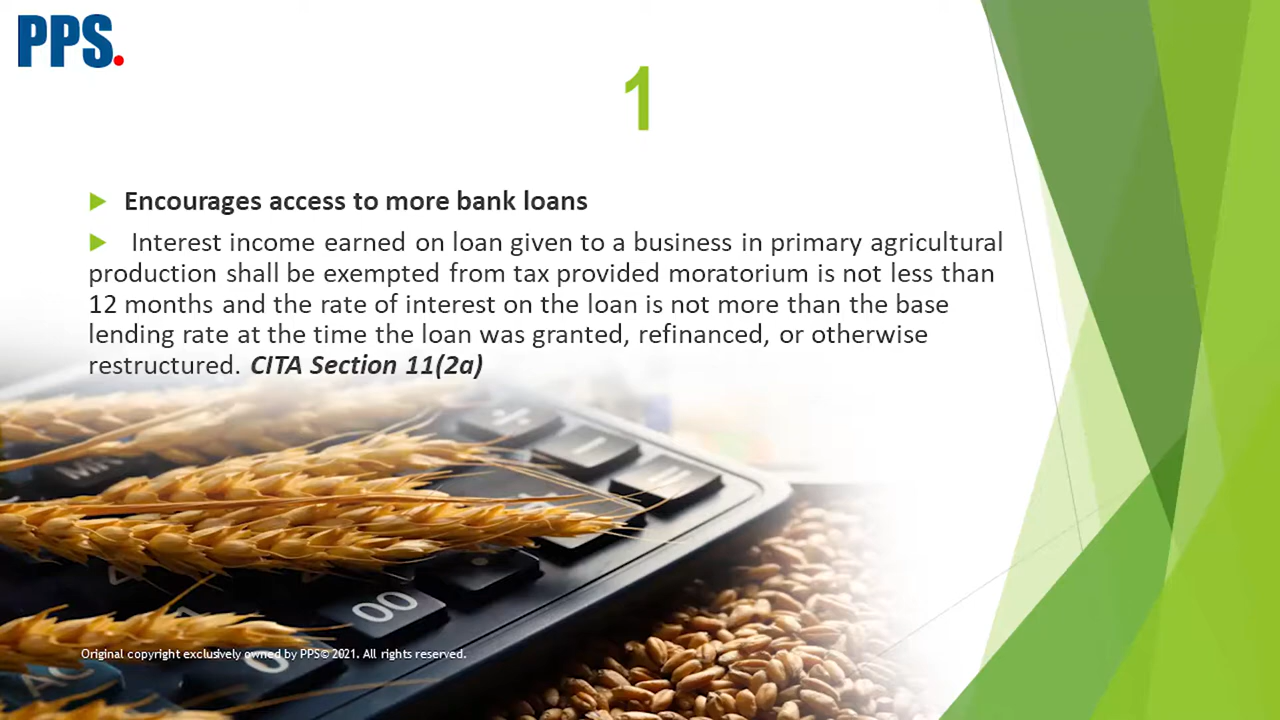 PPS.
1
Encourages access to more bank loans
Interest income earned on loan given to a business in primary agricultural
production shall be exempted from tax provided moratorium is not less than
12 months and the rate of interest on the loan is not more than the base
lending rate at the time the loan was granted, refinanced, or otherwise
restructured. CITA Section 11(2a)
÷
00
0
Original copyright exclusively owned by PPS© 2021. All rights reserved.